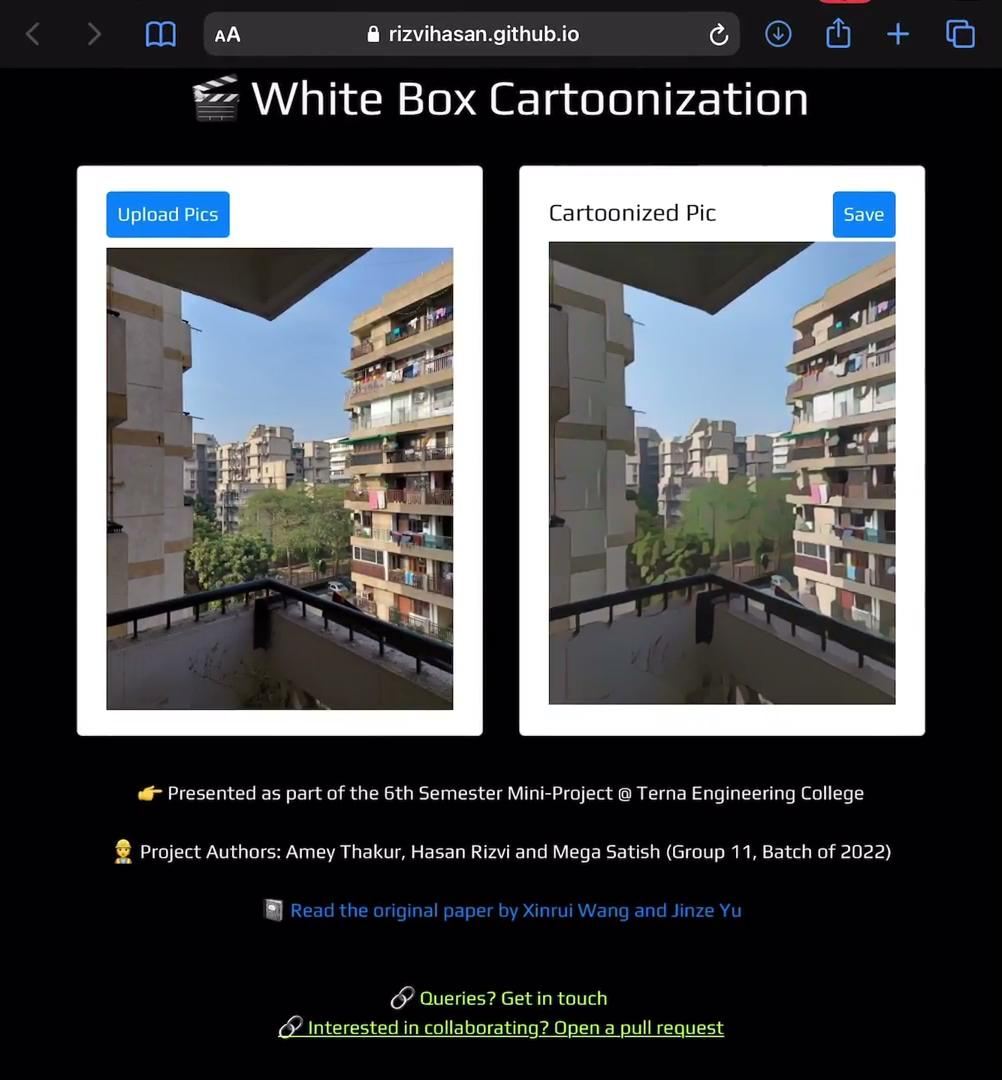 AA rizvihasan.github.io
🎬 White Box Cartoonization
Upload Pics
Cartoonized Pic
Save
👉 Presented as part of the 6th Semester Mini-Project @ Terna Engineering College
👷 Project Authors: Amey Thakur, Hasan Rizvi and Mega Satish (Group 11, Batch of 2022)
📓 Read the original paper by Xinrui Wang and Jinze Yu
🔗 Queries? Get in touch
🔗 Interested in collaborating? Open a pull request